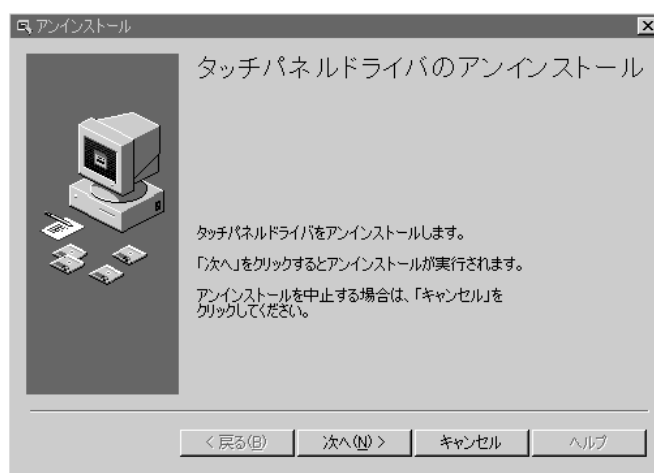 アンインストール
タッチパネルドライバのアンインストール
タッチパネルドライバをアンインストールします。
「次へ」をクリックするとアンインストールが実行されます。
アンインストールを中止する場合は、「キャンセル」を
クリックしてください。
< 戻る(B)
次へ(N) >
キャンセル
ヘルプ